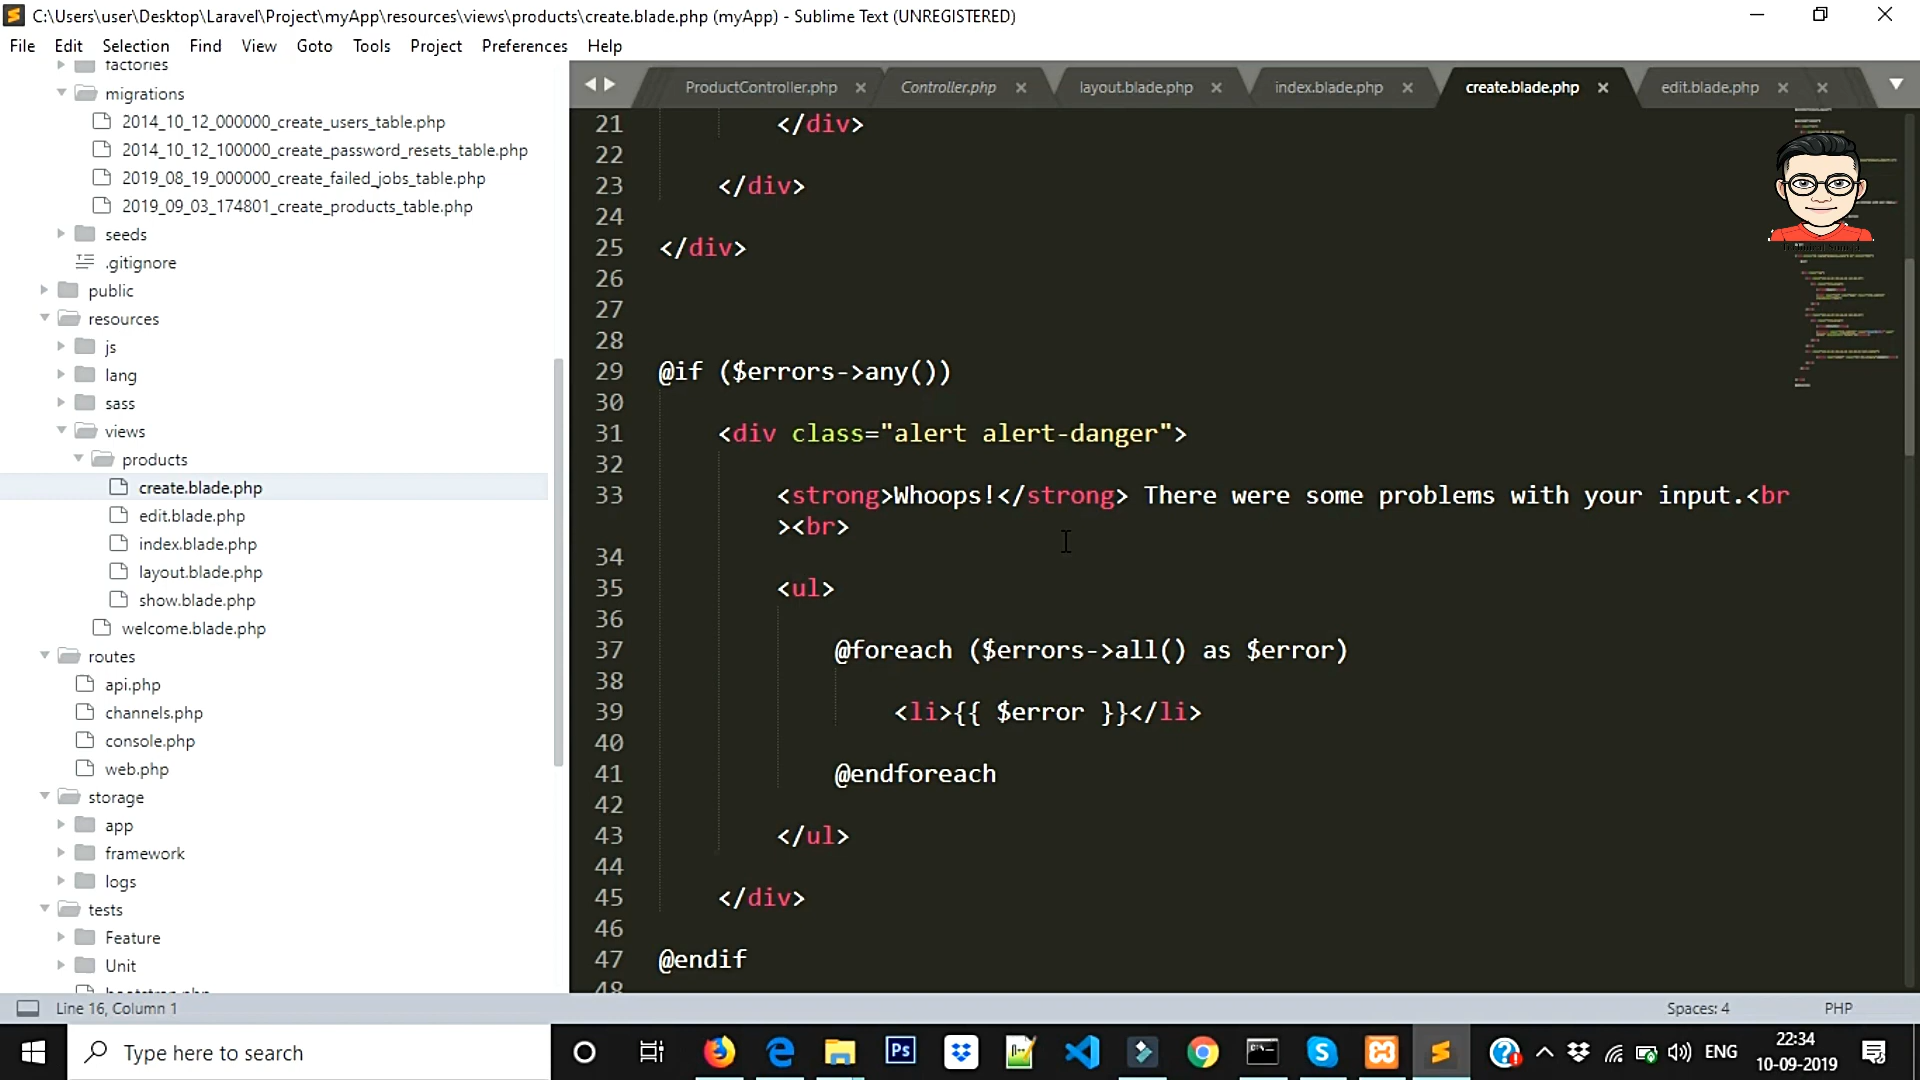 C:\Users\user\Desktop\Laravel\Project\myApp\resources\views\products\create.blade.php (myApp) - Sublime Text (UNREGISTERED)
File Edit Selection Find View Goto Tools Project Preferences Help
factories
migrations
2014_10_12_000000_create_users_table.php
2014_10_12_100000_create_password_resets_table.php
2019_08_19_000000_create_failed_jobs_table.php
2019_09_03_174801_create_products_table.php
seeds
.gitignore
public
resources
js
lang
sass
views
products
create.blade.php
edit.blade.php
index.blade.php
layout.blade.php
show.blade.php
welcome.blade.php
routes
api.php
channels.php
console.php
web.php
storage
app
framework
logs
tests
Feature
Unit
bootstrap.php
ProductController.php Controller.php layout.blade.php index.blade.php create.blade.php edit.blade.php
21 </div>
22
23 </div>
24
25 </div>
26
27
28
29 @if ($errors->any())
30
31 <div class="alert alert-danger">
32
33 <strong>Whoops!</strong> There were some problems with your input.<br
><br>
34
35 <ul>
36
37 @foreach ($errors->all() as $error)
38
39 <li>{{ $error }}</li>
40
41 @endforeach
42
43 </ul>
44
45 </div>
46
47 @endif
48
Line 16, Column 1
Spaces: 4 PHP
Type here to search
Ps
ENG
22:34
10-09-2019